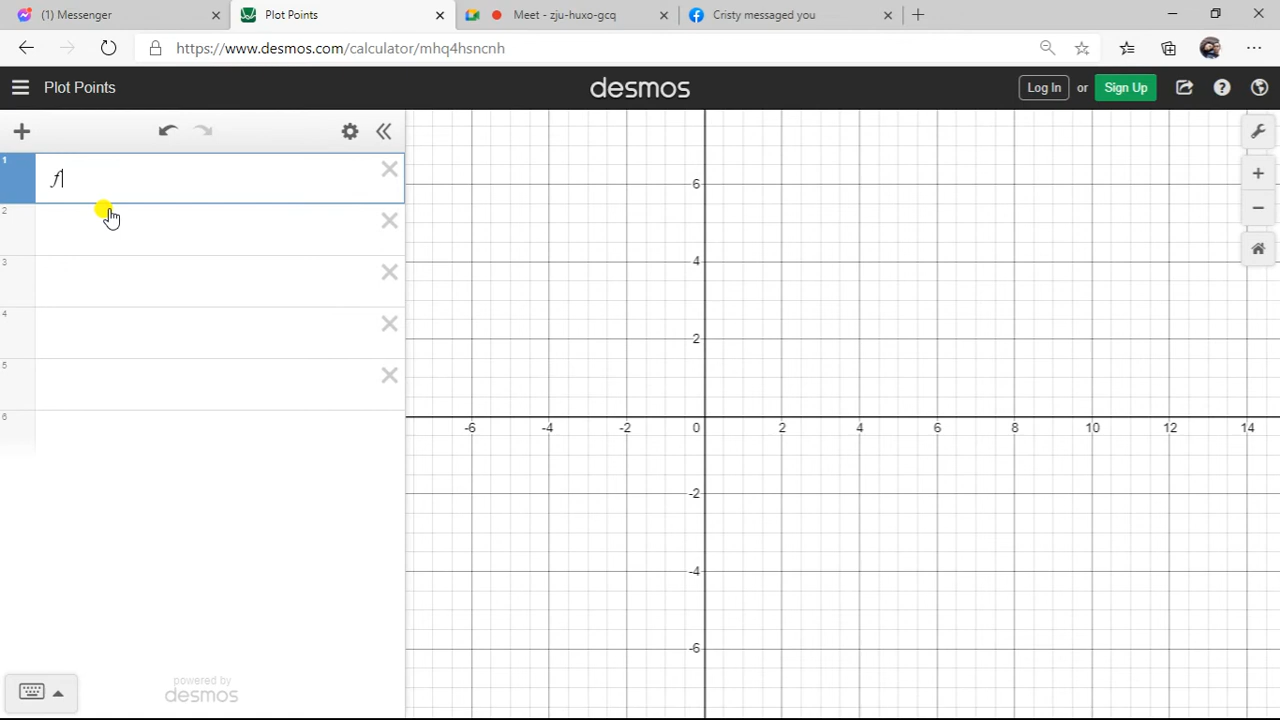 (1) Messenger
Plot Points
Meet - zju-huxo-gcq
Cristy messaged you
https://www.desmos.com/calculator/mhq4hsncnh
Plot Points
desmos
Log In or Sign Up
1
f
2
3
4
5
6
powered by
desmos
6
4
2
-6 -4 -2 0 2 4 6 8 10 12 14
-2
-4
-6